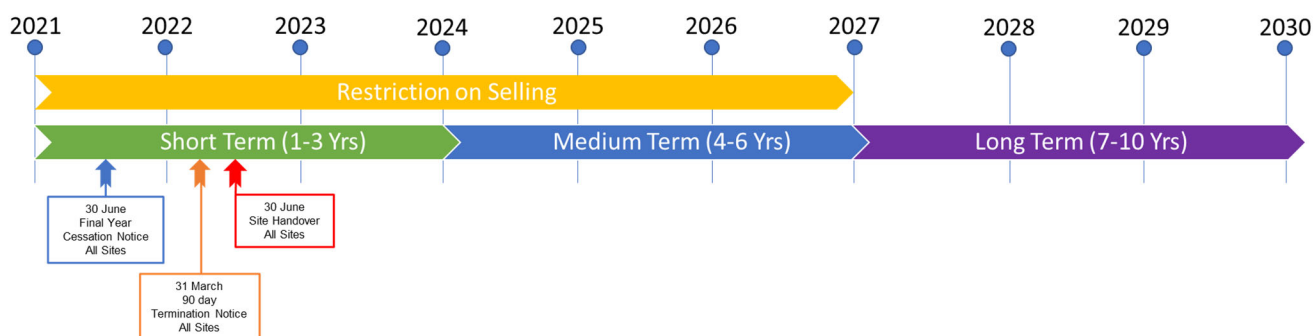 2021 2022 2023 2024 2025 2026 2027 2028 2029 2030
Restriction on Selling
Short Term (1-3 Yrs) Medium Term (4-6 Yrs) Long Term (7-10 Yrs)
30 June
Final Year
Cessation Notice
All Sites
31 March
90 day
Termination Notice
All Sites
30 June
Site Handover
All Sites